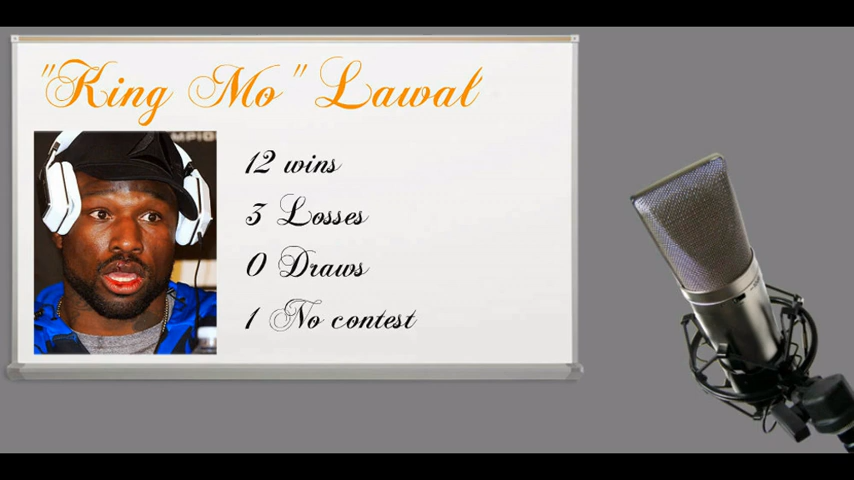 "King Mo" Lawal
12 wins
3 Losses
0 Draws
1 No contest